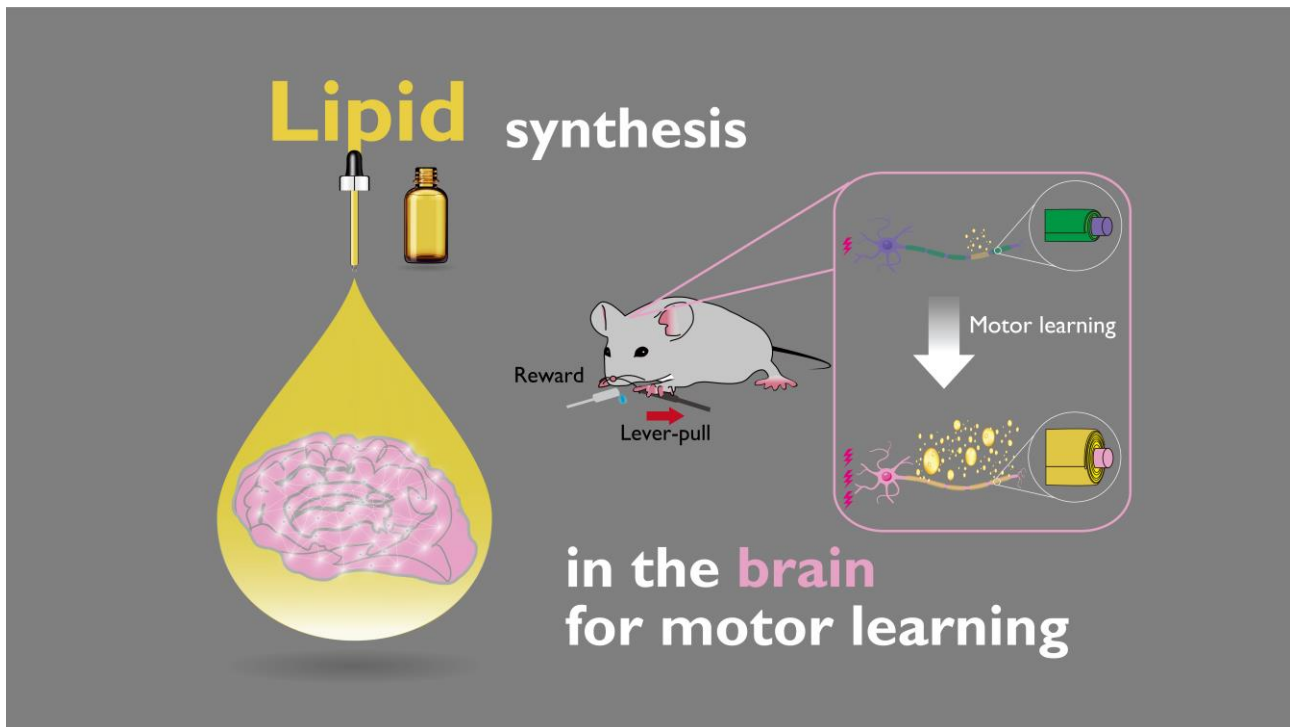 Lipid synthesis
Motor learning
Reward
Lever-pull
in the brain
for motor learning